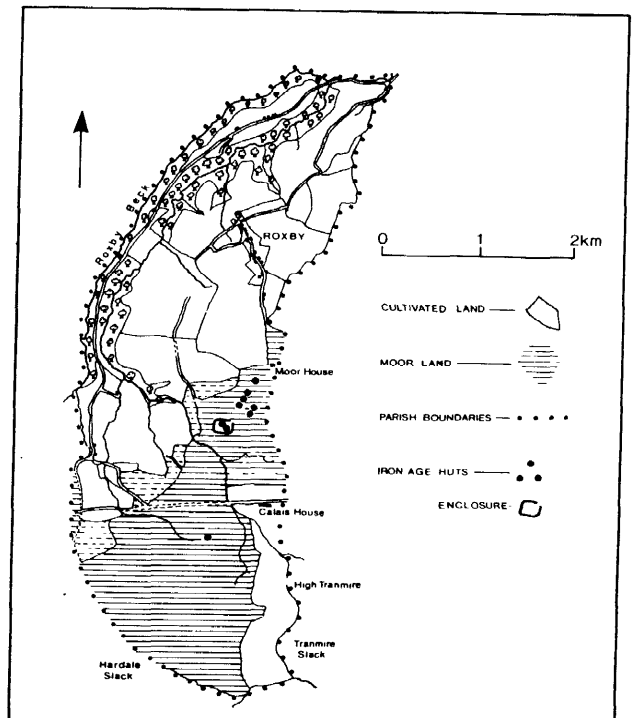 Roxby Beck
ROXBY
0 1 2km
CULTIVATED LAND
MOOR LAND
Moor House
PARISH BOUNDARIES
IRON AGE HUTS
ENCLOSURE
Calais House
High Tranmire
Tranmire
Slack
Hardale
Slack